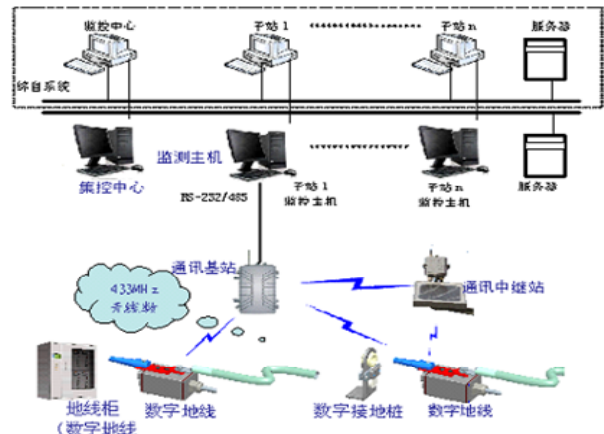 监控中心
子站 1
子站 n
服务器
综自系统
监测主机
集控中心
RS-232/485
子站 1
监控主机
子站 n
监控主机
服务器
通讯基站
433MHz
无线数
通讯中继站
地线柜
(数字地线
数字地线
数字接地桩
数字地线